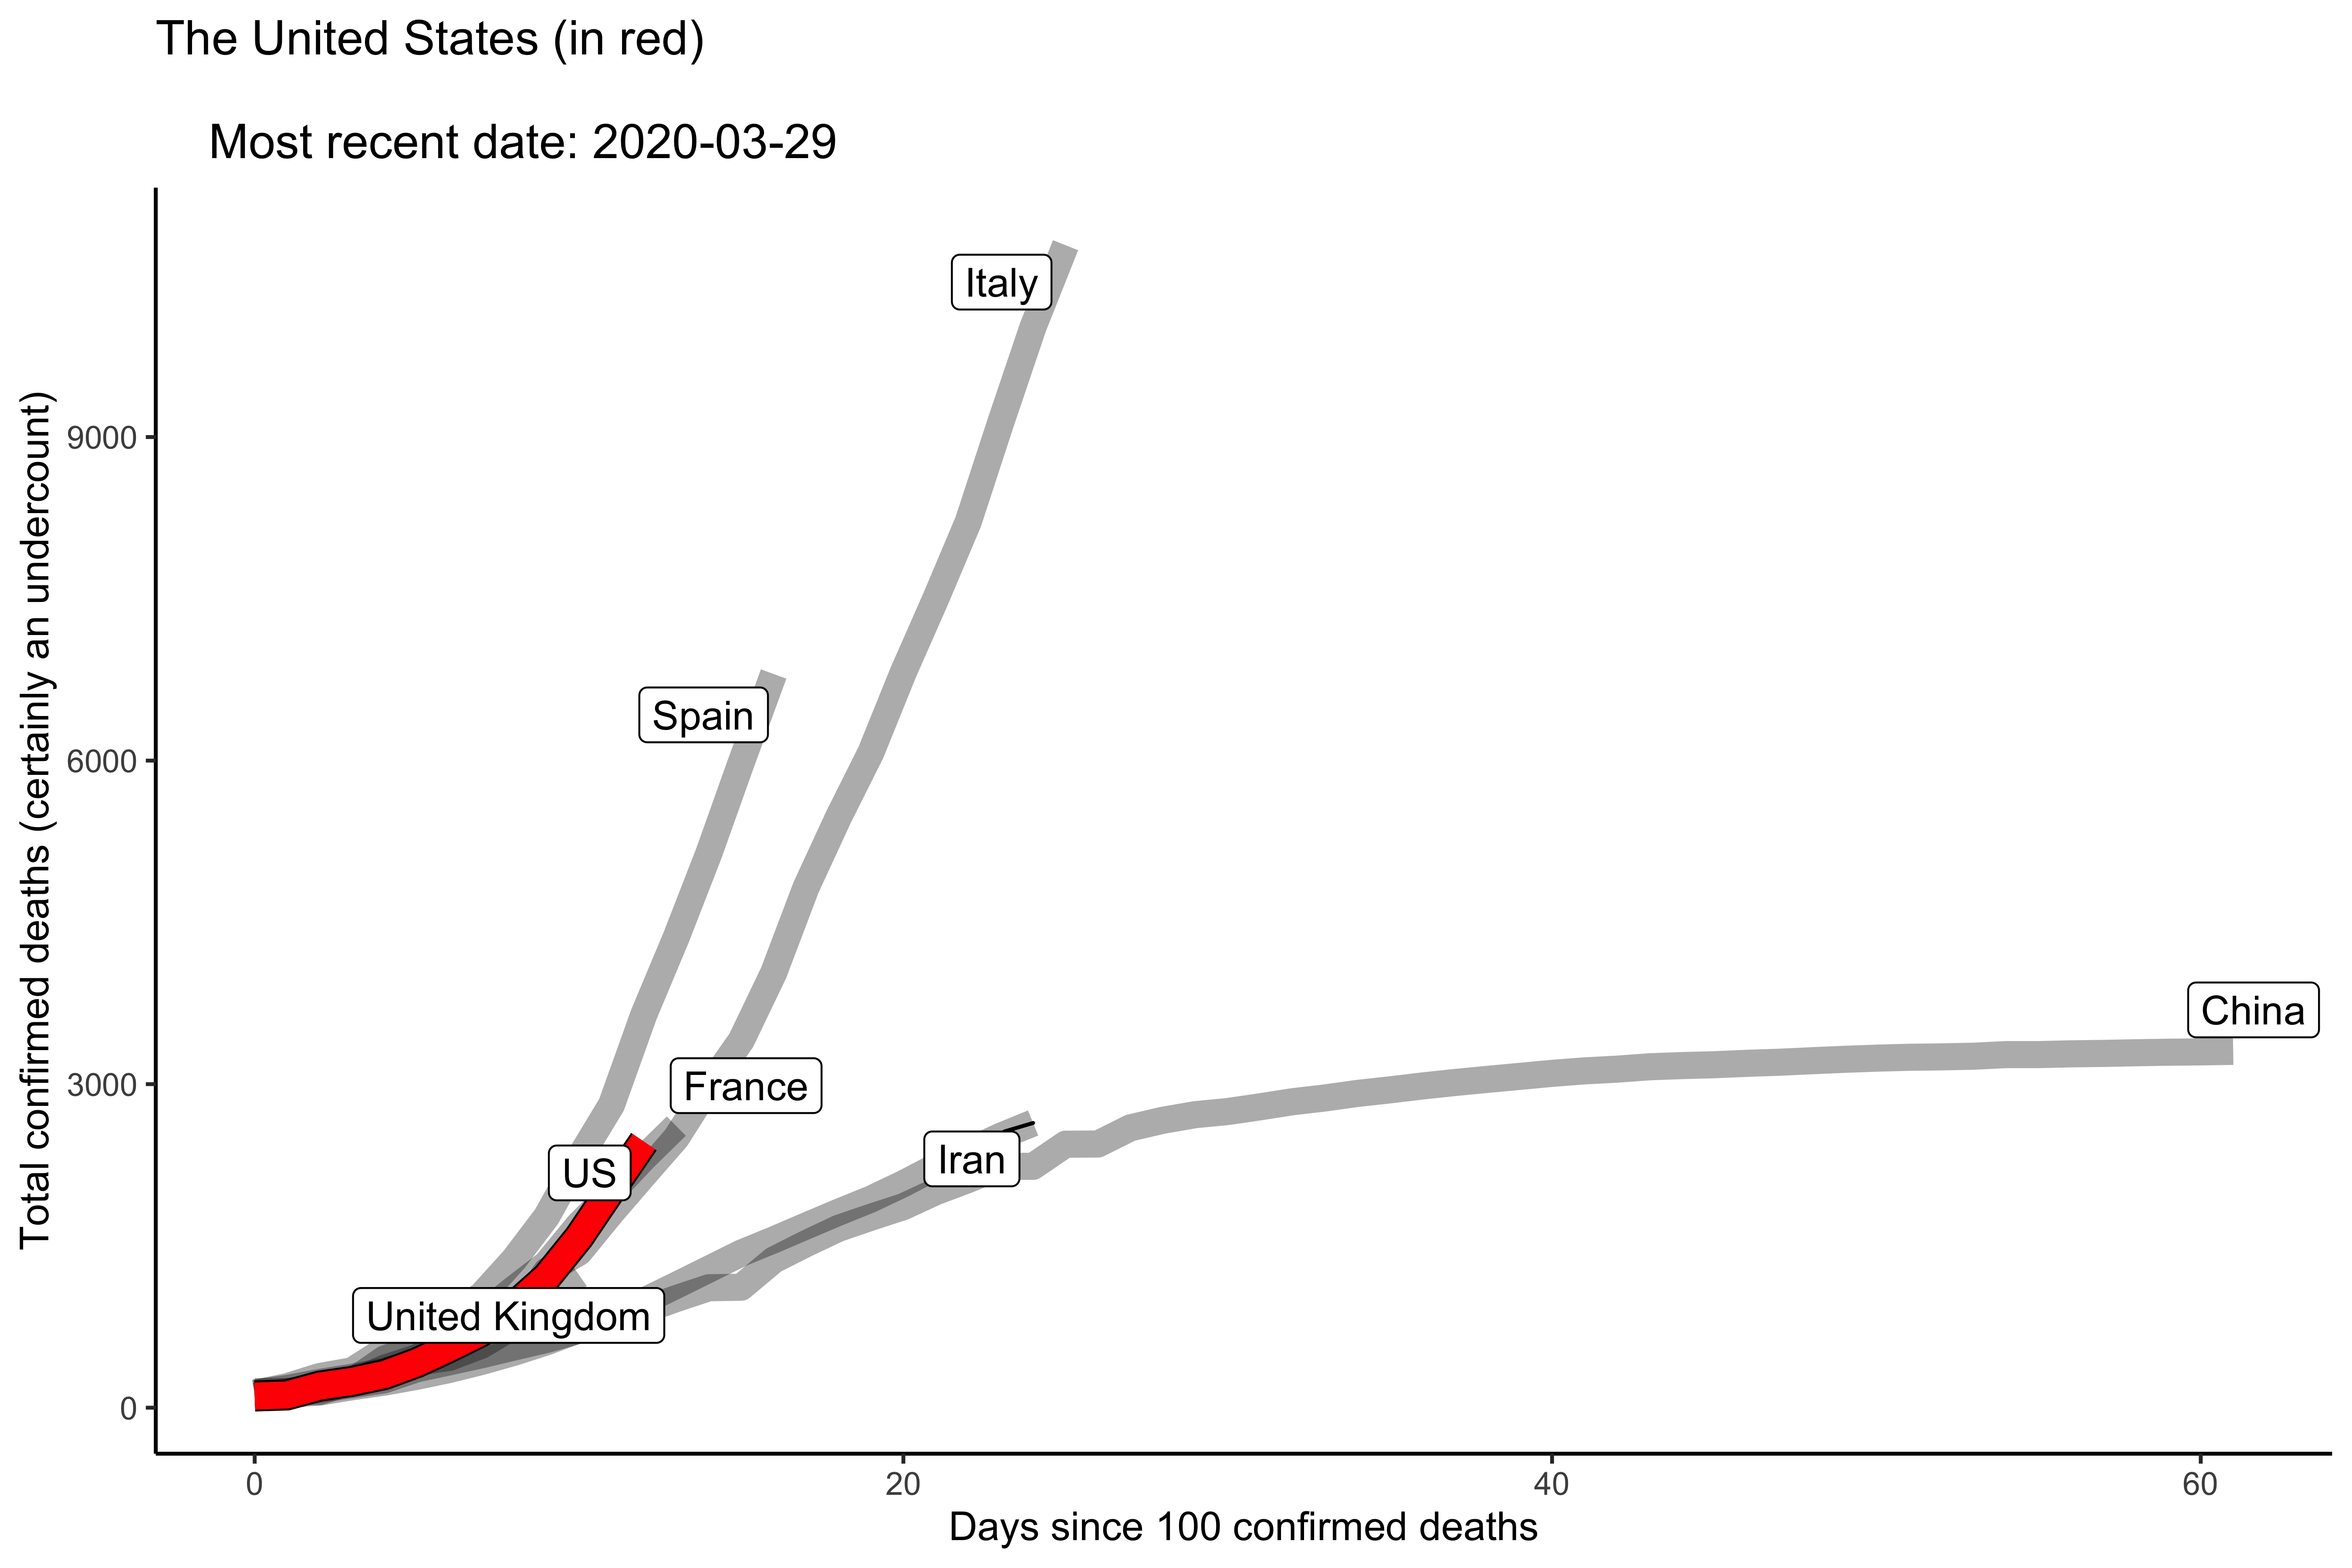 The United States (in red)
Most recent date: 2020-03-29
Total confirmed deaths (certainly an undercount)
9000
6000
3000
0
Italy
Spain
China
France
US
Iran
United Kingdom
0
20
40
60
Days since 100 confirmed deaths